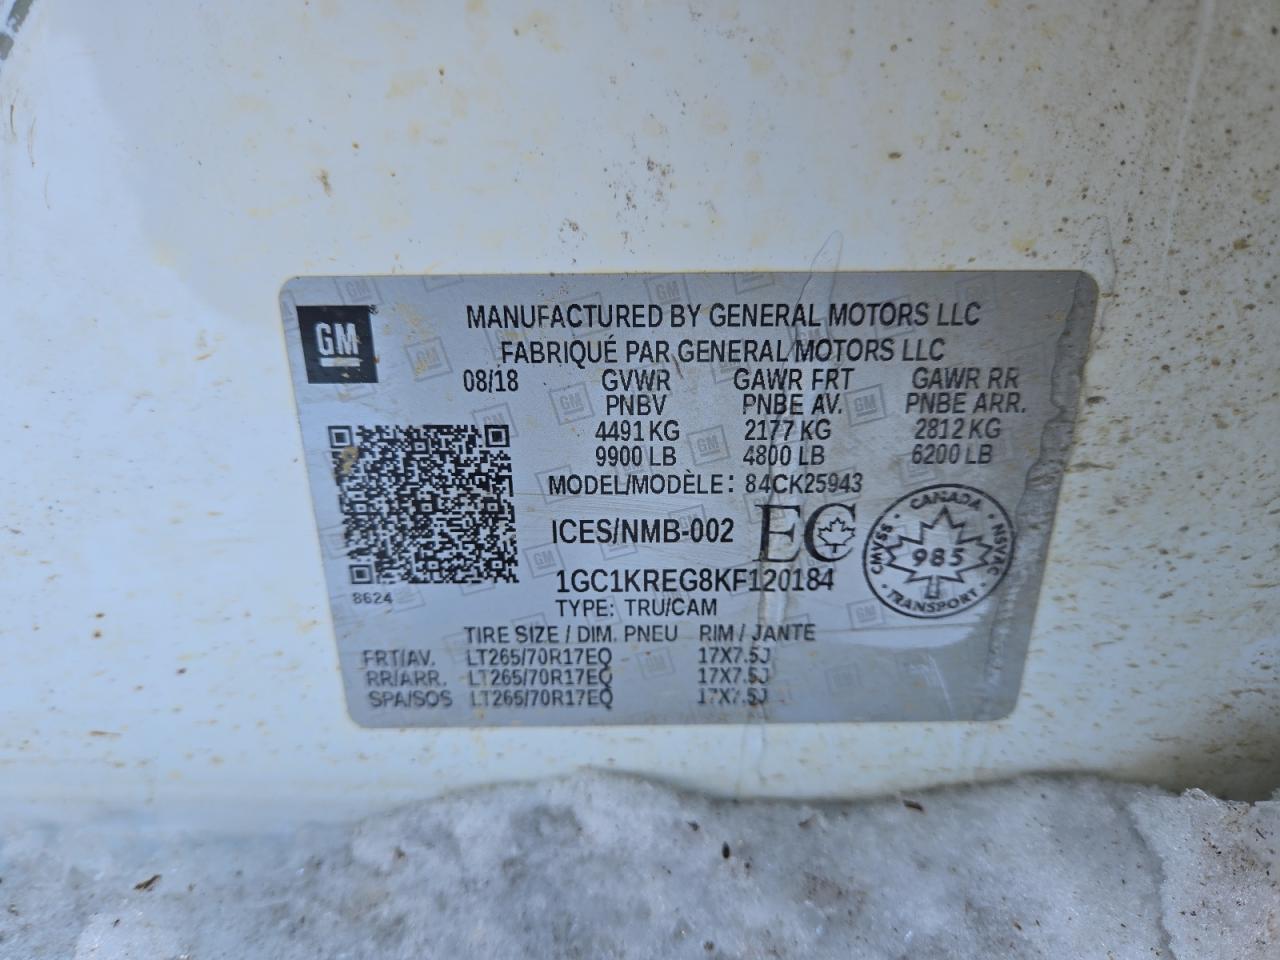 GM
MANUFACTURED BY GENERAL MOTORS LLC
FABRIQUÉ PAR GENERAL MOTORS LLC
08/18 GVWR GAWR FRT GAWR RR
PNBV PNBE AV. PNBE ARR.
4491 KG 2177 KG 2812 KG
9900 LB 4800 LB 6200 LB
MODEL/MODÈLE: 84CK25943
ICES/NMB-002 EC
CANADA
CMVSS • NSVAC
985
TRANSPORT
1GC1KREG8KF120184
8624
TYPE: TRU/CAM
TIRE SIZE / DIM. PNEU RIM / JANTE
FRT/AV. LT265/70R17EQ 17X7.5J
RR/ARR. LT265/70R17EQ 17X7.5J
SPA/SOS LT265/70R17EQ 17X7.5J